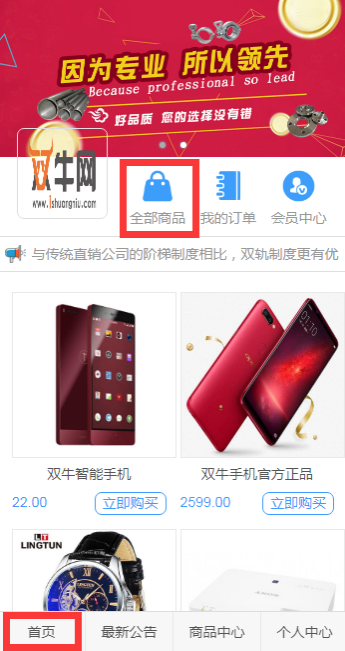 因为专业 所以领先
Because professional so lead
好品质 您的选择没有错
双牛网
www.1shuangniu.com
全部商品
我的订单
会员中心
与传统直销公司的阶梯制度相比，双轨制度更有优
双牛智能手机
双牛手机官方正品
22.00
立即购买
2599.00
立即购买
LT
LINGTUN
首页
最新公告
商品中心
个人中心